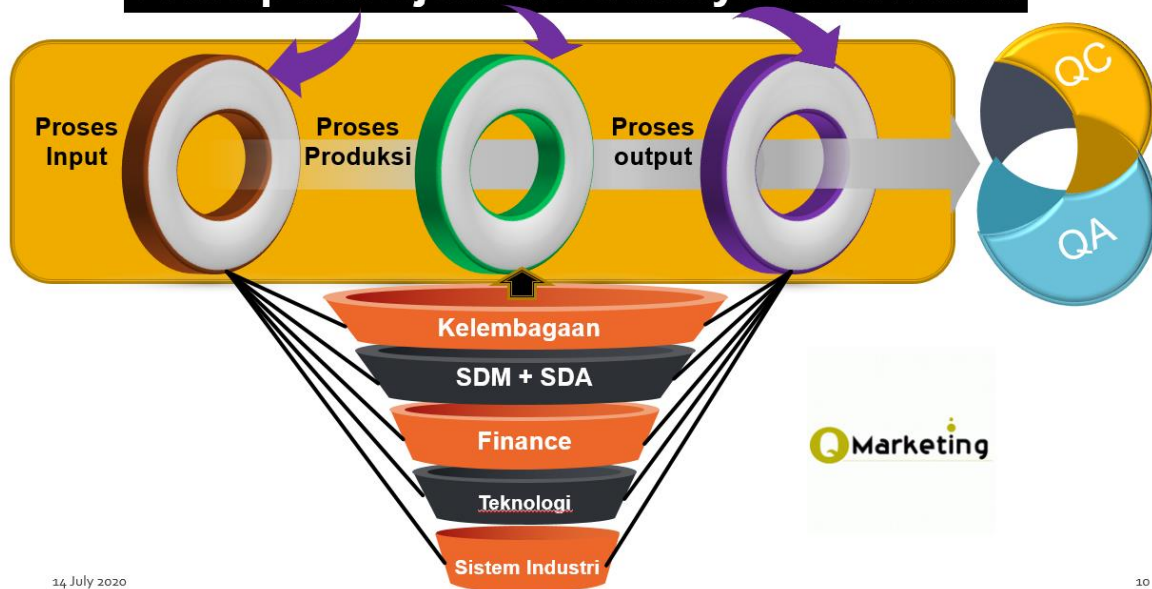 Proses
Input
Proses
Produksi
Proses
output
QC
QA
Kelembagaan
SDM + SDA
Finance
Teknologi
Sistem Industri
Q Marketing
14 July 2020
10